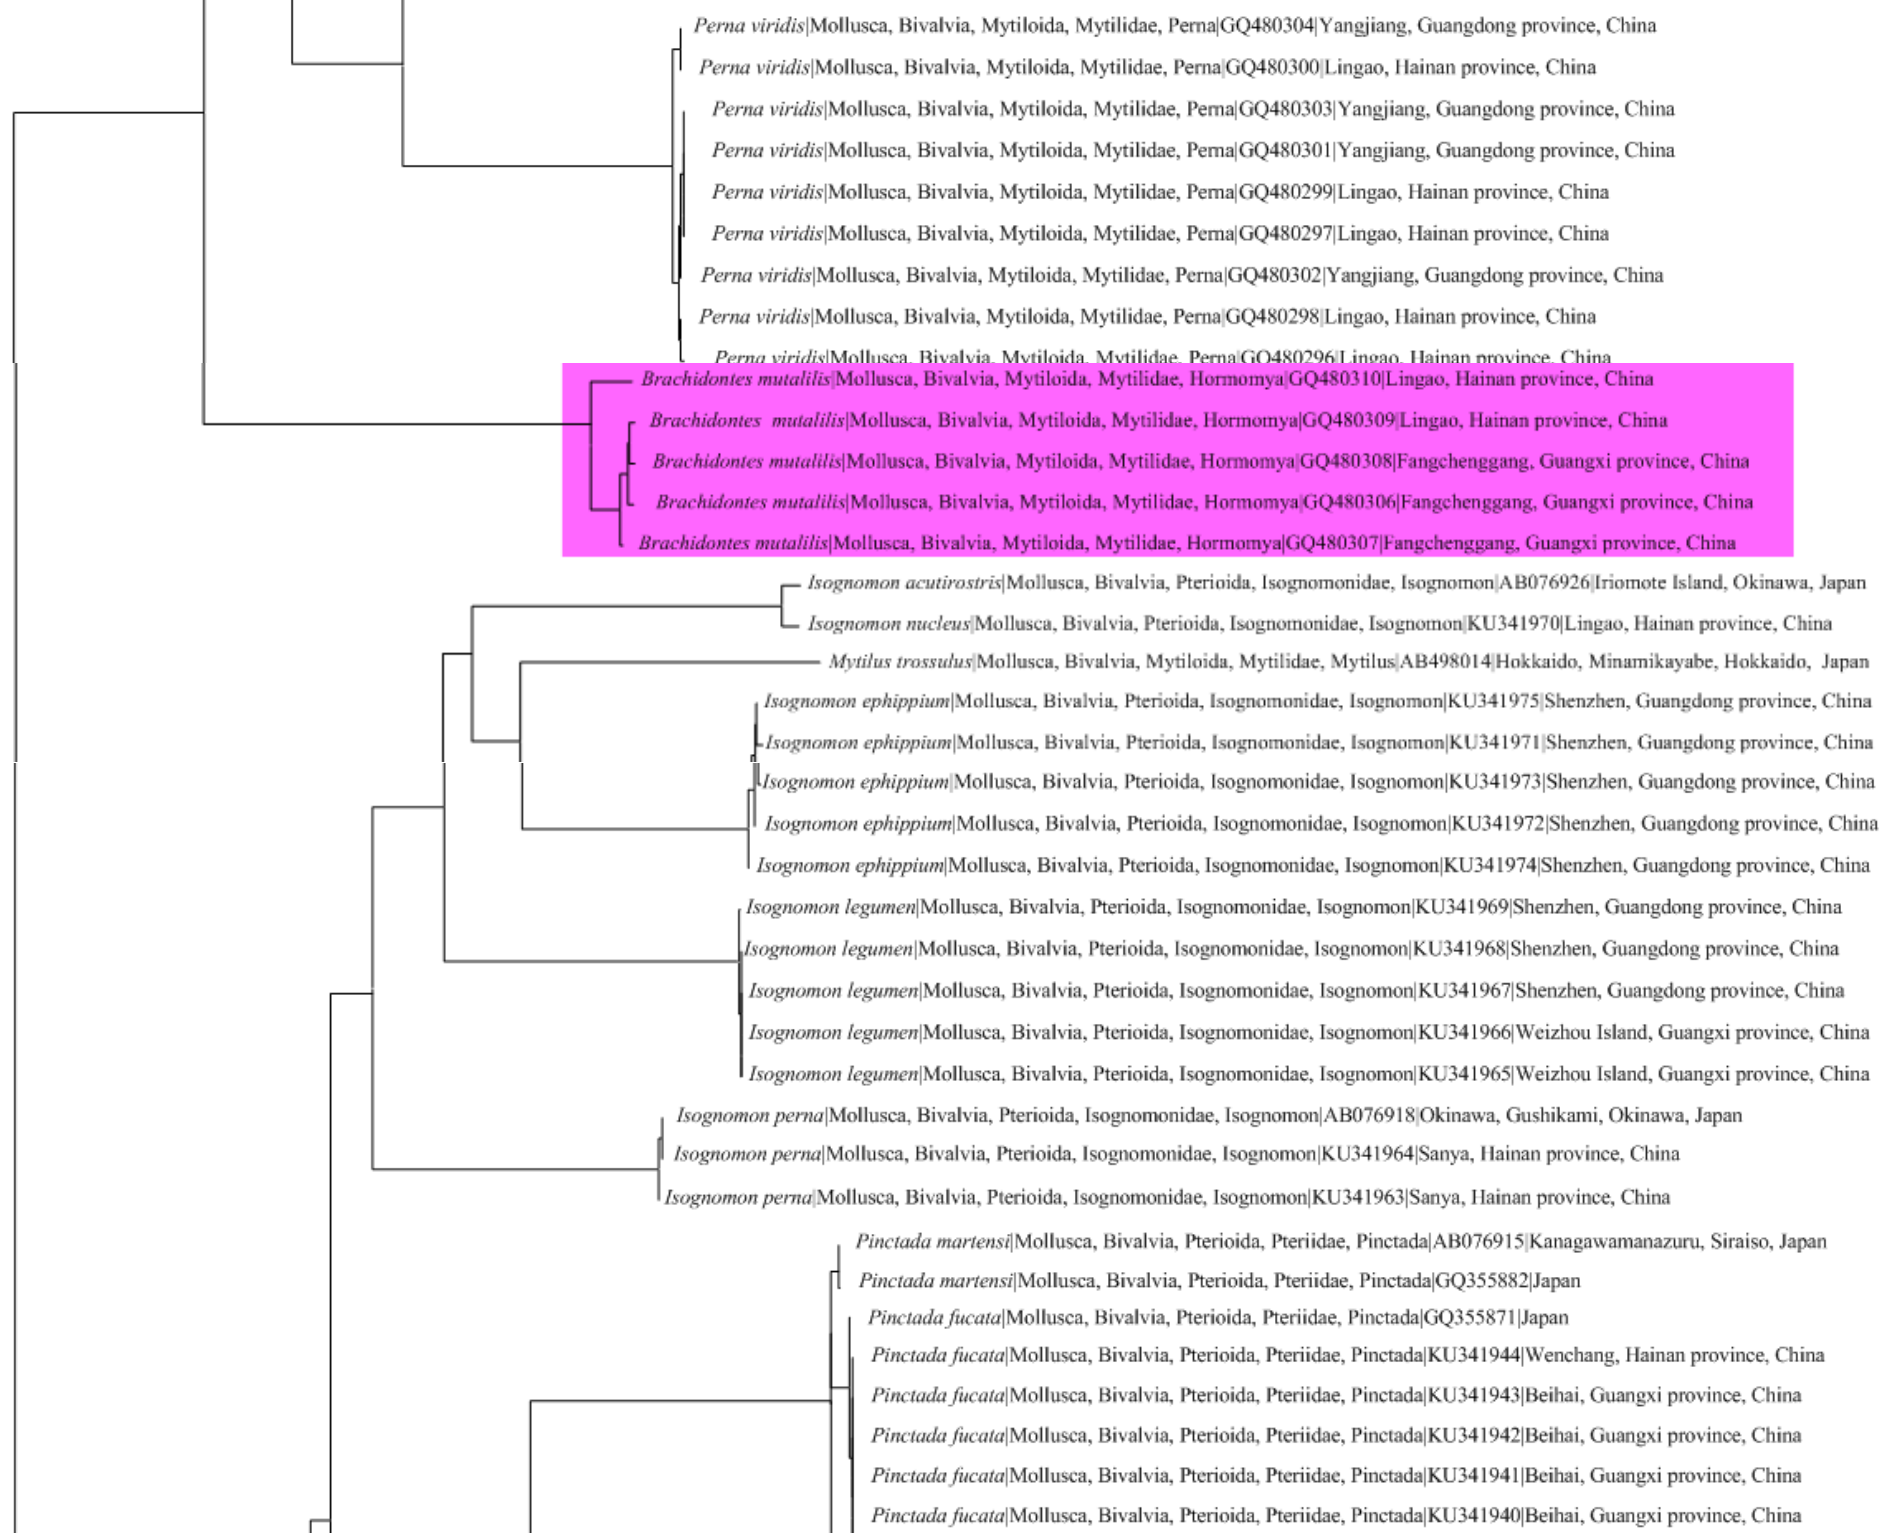 Perna viridis|Mollusca, Bivalvia, Mytiloida, Mytilidae, Perna|GQ480304|Yangjiang, Guangdong province, China
Perna viridis|Mollusca, Bivalvia, Mytiloida, Mytilidae, Perna|GQ480300|Lingao, Hainan province, China
Perna viridis|Mollusca, Bivalvia, Mytiloida, Mytilidae, Perna|GQ480303|Yangjiang, Guangdong province, China
Perna viridis|Mollusca, Bivalvia, Mytiloida, Mytilidae, Perna|GQ480301|Yangjiang, Guangdong province, China
Perna viridis|Mollusca, Bivalvia, Mytiloida, Mytilidae, Perna|GQ480299|Lingao, Hainan province, China
Perna viridis|Mollusca, Bivalvia, Mytiloida, Mytilidae, Perna|GQ480297|Lingao, Hainan province, China
Perna viridis|Mollusca, Bivalvia, Mytiloida, Mytilidae, Perna|GQ480302|Yangjiang, Guangdong province, China
Perna viridis|Mollusca, Bivalvia, Mytiloida, Mytilidae, Perna|GQ480298|Lingao, Hainan province, China
Perna viridis|Mollusca, Bivalvia, Mytiloida, Mytilidae, Perna|GQ480296|Lingao, Hainan province, China
Brachidontes mutalilis|Mollusca, Bivalvia, Mytiloida, Mytilidae, Hormomya|GQ480310|Lingao, Hainan province, China
Brachidontes mutalilis|Mollusca, Bivalvia, Mytiloida, Mytilidae, Hormomya|GQ480309|Lingao, Hainan province, China
Brachidontes mutalilis|Mollusca, Bivalvia, Mytiloida, Mytilidae, Hormomya|GQ480308|Fangchenggang, Guangxi province, China
Brachidontes mutalilis|Mollusca, Bivalvia, Mytiloida, Mytilidae, Hormomya|GQ480306|Fangchenggang, Guangxi province, China
Brachidontes mutalilis|Mollusca, Bivalvia, Mytiloida, Mytilidae, Hormomya|GQ480307|Fangchenggang, Guangxi province, China
Isognomon acutirostris|Mollusca, Bivalvia, Pterioida, Isognomonidae, Isognomon|AB076926|Iriomote Island, Okinawa, Japan
Isognomon nucleus|Mollusca, Bivalvia, Pterioida, Isognomonidae, Isognomon|KU341970|Lingao, Hainan province, China
Mytilus trossulus|Mollusca, Bivalvia, Mytiloida, Mytilidae, Mytilus|AB498014|Hokkaido, Minamikayabe, Hokkaido, Japan
Isognomon ephippium|Mollusca, Bivalvia, Pterioida, Isognomonidae, Isognomon|KU341975|Shenzhen, Guangdong province, China
Isognomon ephippium|Mollusca, Bivalvia, Pterioida, Isognomonidae, Isognomon|KU341971|Shenzhen, Guangdong province, China
Isognomon ephippium|Mollusca, Bivalvia, Pterioida, Isognomonidae, Isognomon|KU341973|Shenzhen, Guangdong province, China
Isognomon ephippium|Mollusca, Bivalvia, Pterioida, Isognomonidae, Isognomon|KU341972|Shenzhen, Guangdong province, China
Isognomon ephippium|Mollusca, Bivalvia, Pterioida, Isognomonidae, Isognomon|KU341974|Shenzhen, Guangdong province, China
Isognomon legumen|Mollusca, Bivalvia, Pterioida, Isognomonidae, Isognomon|KU341969|Shenzhen, Guangdong province, China
Isognomon legumen|Mollusca, Bivalvia, Pterioida, Isognomonidae, Isognomon|KU341968|Shenzhen, Guangdong province, China
Isognomon legumen|Mollusca, Bivalvia, Pterioida, Isognomonidae, Isognomon|KU341967|Shenzhen, Guangdong province, China
Isognomon legumen|Mollusca, Bivalvia, Pterioida, Isognomonidae, Isognomon|KU341966|Weizhou Island, Guangxi province, China
Isognomon legumen|Mollusca, Bivalvia, Pterioida, Isognomonidae, Isognomon|KU341965|Weizhou Island, Guangxi province, China
Isognomon perna|Mollusca, Bivalvia, Pterioida, Isognomonidae, Isognomon|AB076918|Okinawa, Gushikami, Okinawa, Japan
Isognomon perna|Mollusca, Bivalvia, Pterioida, Isognomonidae, Isognomon|KU341964|Sanya, Hainan province, China
Isognomon perna|Mollusca, Bivalvia, Pterioida, Isognomonidae, Isognomon|KU341963|Sanya, Hainan province, China
Pinctada martensi|Mollusca, Bivalvia, Pterioida, Pteriidae, Pinctada|AB076915|Kanagawamanazuru, Siraiso, Japan
Pinctada martensi|Mollusca, Bivalvia, Pterioida, Pteriidae, Pinctada|GQ355882|Japan
Pinctada fucata|Mollusca, Bivalvia, Pterioida, Pteriidae, Pinctada|GQ355871|Japan
Pinctada fucata|Mollusca, Bivalvia, Pterioida, Pteriidae, Pinctada|KU341944|Wenchang, Hainan province, China
Pinctada fucata|Mollusca, Bivalvia, Pterioida, Pteriidae, Pinctada|KU341943|Beihai, Guangxi province, China
Pinctada fucata|Mollusca, Bivalvia, Pterioida, Pteriidae, Pinctada|KU341942|Beihai, Guangxi province, China
Pinctada fucata|Mollusca, Bivalvia, Pterioida, Pteriidae, Pinctada|KU341941|Beihai, Guangxi province, China
Pinctada fucata|Mollusca, Bivalvia, Pterioida, Pteriidae, Pinctada|KU341940|Beihai, Guangxi province, China